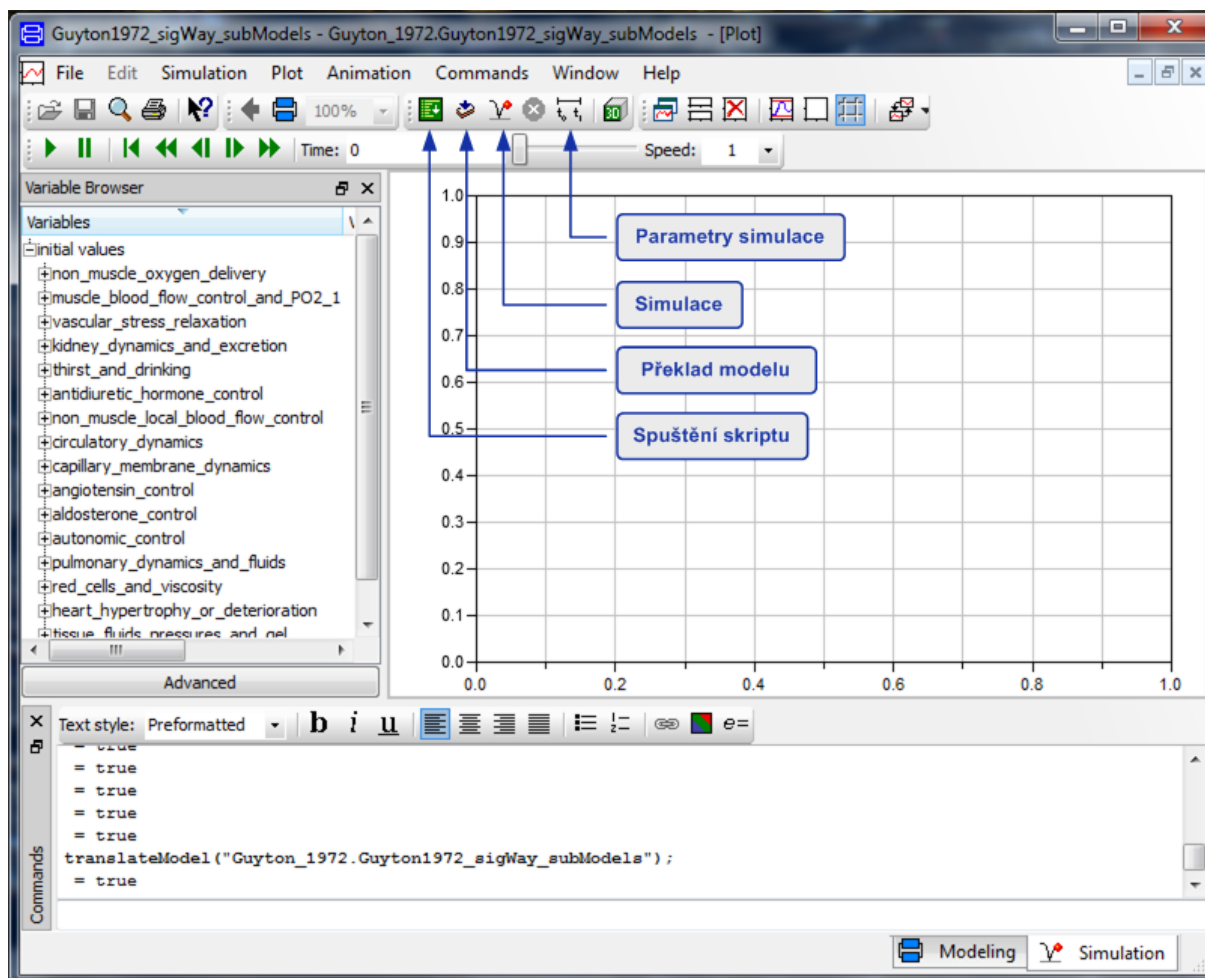 Guyton1972_sigWay_subModels - Guyton_1972.Guyton1972_sigWay_subModels - [Plot]
File Edit Simulation Plot Animation Commands Window Help
100%
3D
Time: 0 Speed: 1
Variable Browser
Variables
initial values
non_muscle_oxygen_delivery
muscle_blood_flow_control_and_PO2_1
vascular_stress_relaxation
kidney_dynamics_and_excretion
thirst_and_drinking
antidiuretic_hormone_control
non_muscle_local_blood_flow_control
circulatory_dynamics
capillary_membrane_dynamics
angiotensin_control
aldosterone_control
autonomic_control
pulmonary_dynamics_and_fluids
red_cells_and_viscosity
heart_hypertrophy_or_deterioration
tissue_fluids_pressures_and_gel
Advanced
1.0
0.9
0.8
0.7
0.6
0.5
0.4
0.3
0.2
0.1
0.0
0.0 0.2 0.4 0.6 0.8 1.0
Parametry simulace
Simulace
Překlad modelu
Spuštění skriptu
Text style: Preformatted b i u e=
= true
= true
= true
= true
= true
translateModel("Guyton_1972.Guyton1972_sigWay_subModels");
= true
Commands
Modeling Simulation